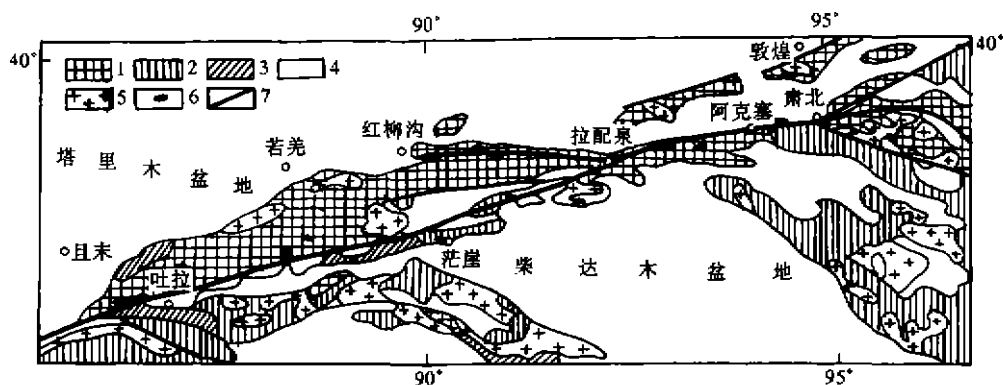 90° 95°
40° 40°
1 2 3 4
5 6 7
敦煌
肃北
阿克塞
红柳沟
拉配泉
若羌
塔里木盆地
且末
茫崖
柴达木盆地
吐拉
90° 95°